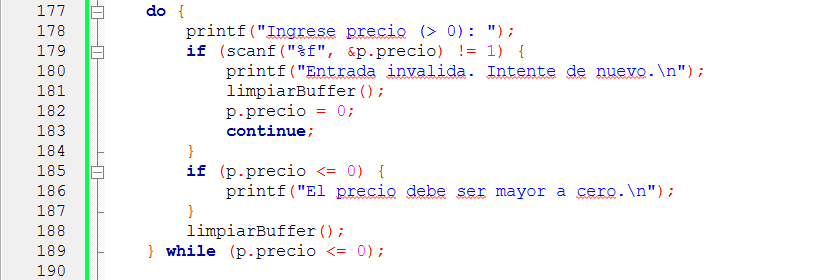 177 do {
178 printf("Ingrese precio (> 0): ");
179 if (scanf("%f", &p.precio) != 1) {
180 printf("Entrada invalida. Intente de nuevo.\n");
181 limpiarBuffer();
182 p.precio = 0;
183 continue;
184 }
185 if (p.precio <= 0) {
186 printf("El precio debe ser mayor a cero.\n");
187 }
188 limpiarBuffer();
189 } while (p.precio <= 0);
190